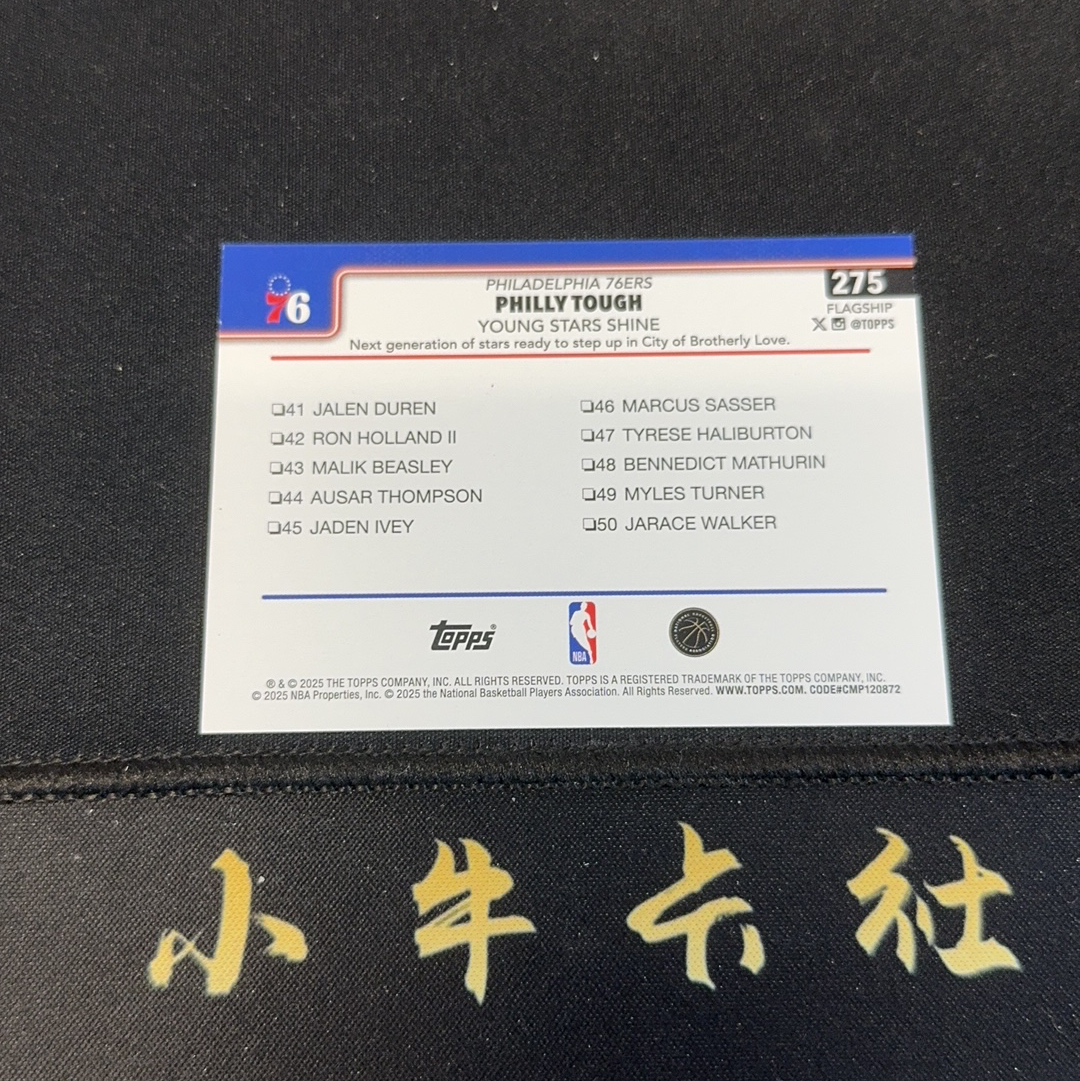 76
PHILADELPHIA 76ERS
PHILLY TOUGH
YOUNG STARS SHINE
Next generation of stars ready to step up in City of Brotherly Love.
275
FLAGSHIP
@TOPPS
❏41 JALEN DUREN
❏42 RON HOLLAND II
❏43 MALIK BEASLEY
❏44 AUSAR THOMPSON
❏45 JADEN IVEY
❏46 MARCUS SASSER
❏47 TYRESE HALIBURTON
❏48 BENNEDICT MATHURIN
❏49 MYLES TURNER
❏50 JARACE WALKER
topps®
NBA
® & © 2025 THE TOPPS COMPANY, INC. ALL RIGHTS RESERVED. TOPPS IS A REGISTERED TRADEMARK OF THE TOPPS COMPANY, INC.
© 2025 NBA Properties, Inc. © 2025 the National Basketball Players Association. All Rights Reserved. WWW.TOPPS.COM. CODE#CMP120872
小牛卡社